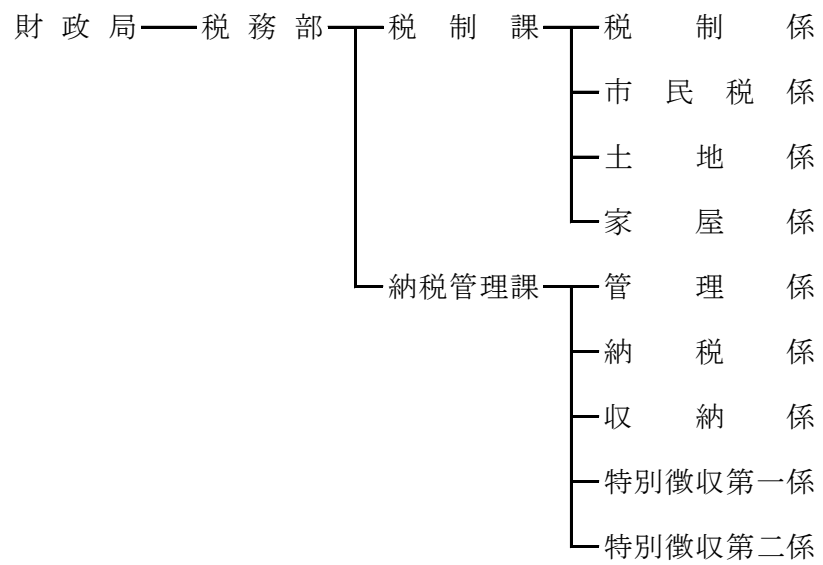 財政局 税務部 税制課 税制係
市民税係
土地係
家屋係
納税管理課 管理係
納税係
収納係
特別徴収第一係
特別徴収第二係